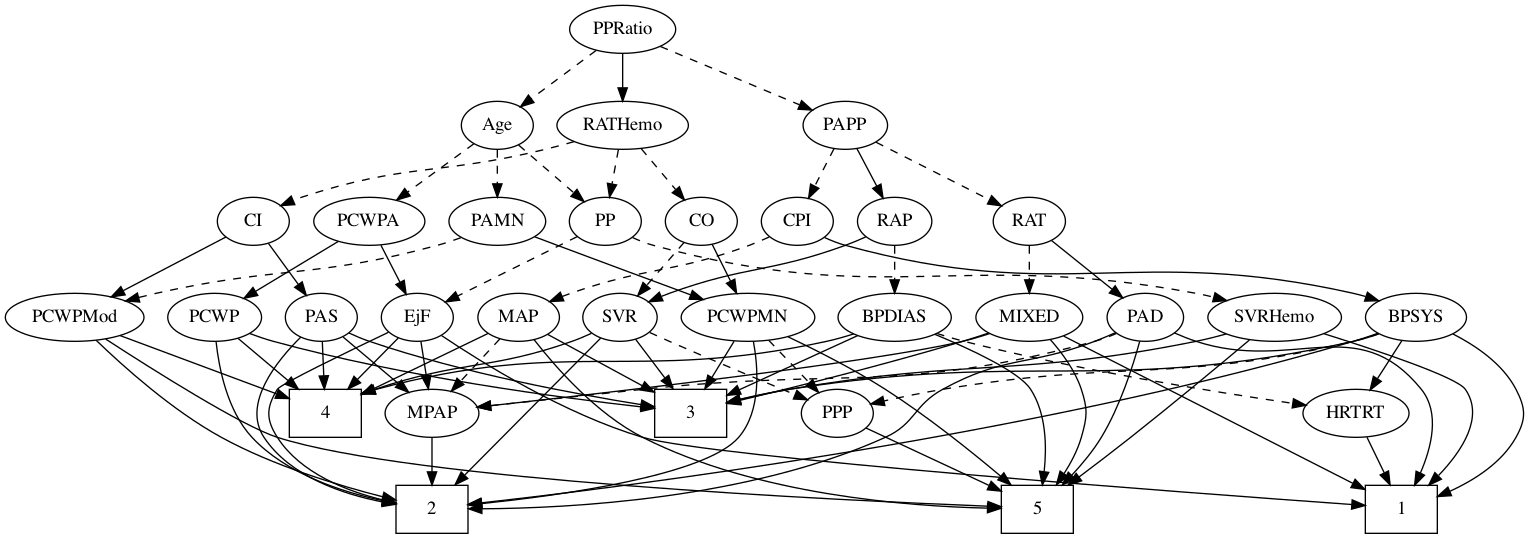 PPRatio
Age
RATHemo
PAPP
CI
PCWPA
PAMN
PP
CO
CPI
RAP
RAT
PCWPMod
PCWP
PAS
EjF
MAP
SVR
PCWPMN
BPDIAS
MIXED
PAD
SVRHemo
BPSYS
4
MPAP
3
PPP
HRTRT
2
5
1